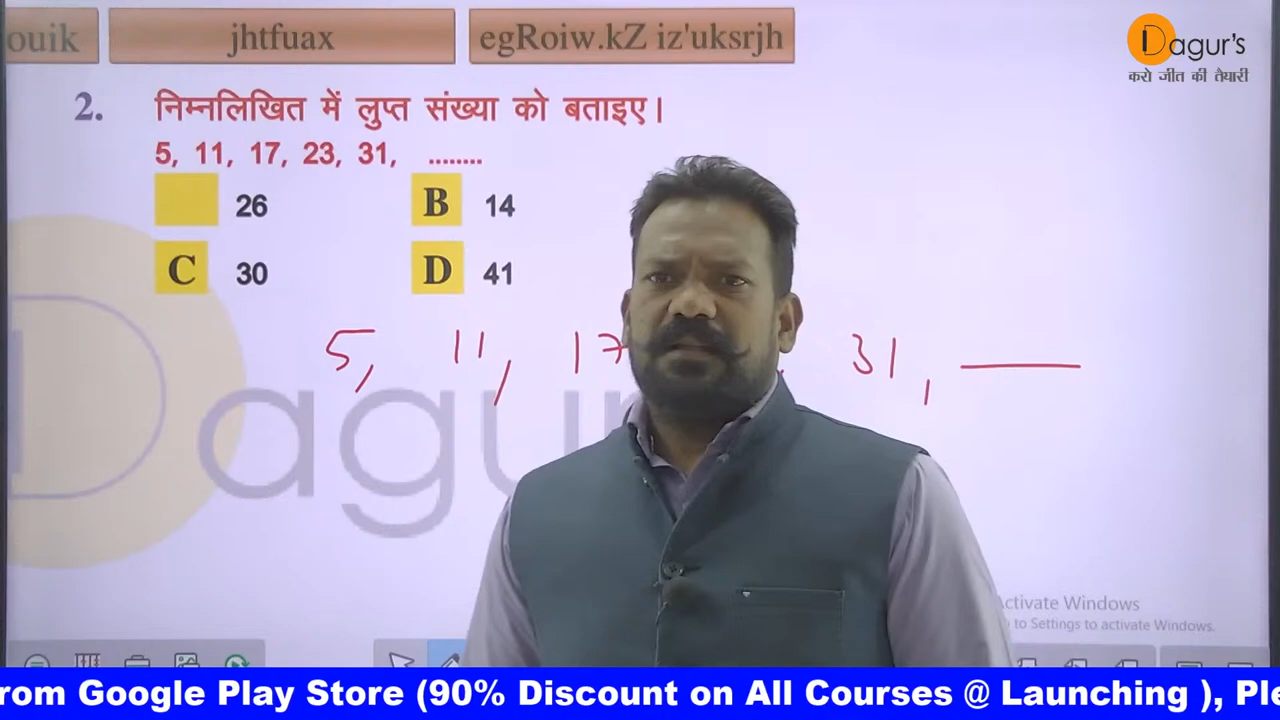 ouik jhtfuax egRoiw.kZ iz'uksrjh
Dagur's
करो जीत की तैयारी
2. निम्नलिखित में लुप्त संख्या को बताइए।
5, 11, 17, 23, 31, ........
26 B 14
C 30 D 41
5, 11, 17 , 31, ____
Dagur
Activate Windows
to Settings to activate Windows.
rom Google Play Store (90% Discount on All Courses @ Launching ), Ple